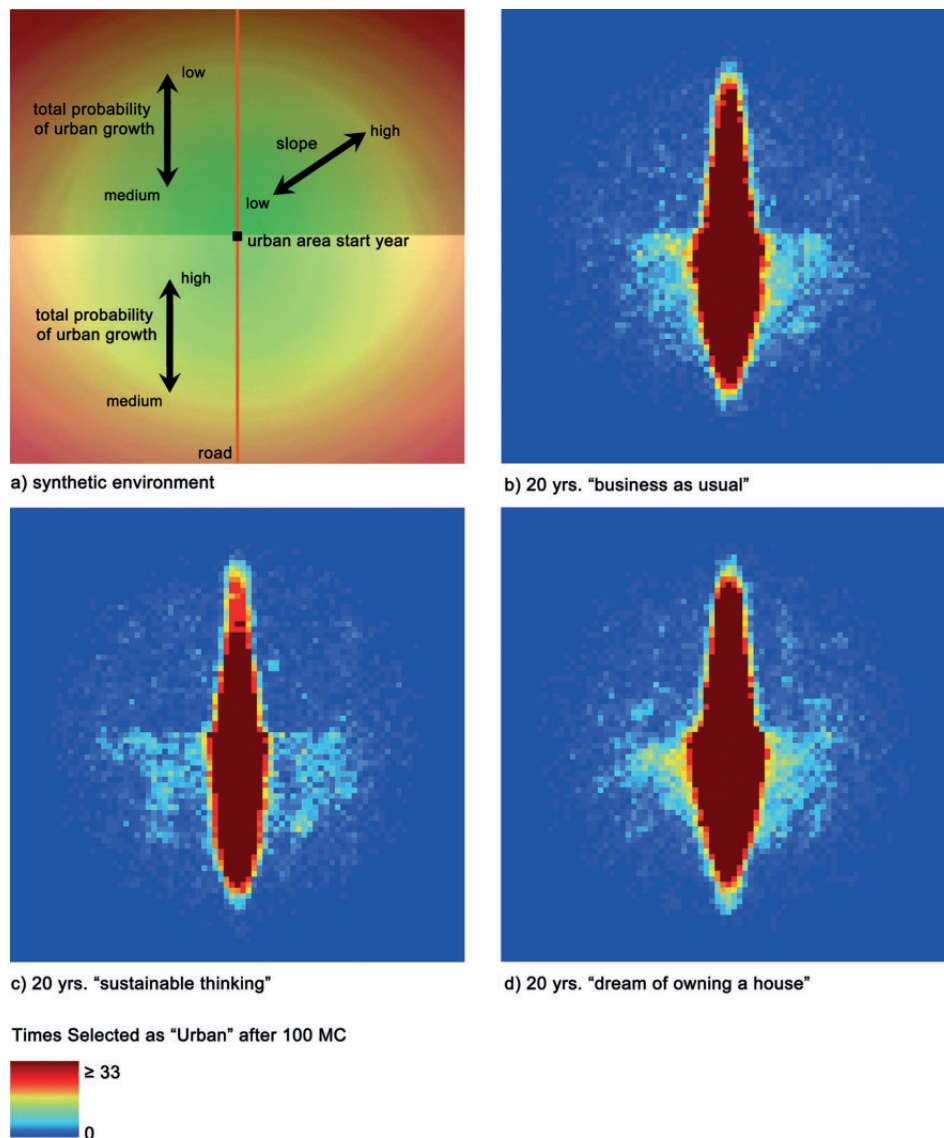 low
total probability
of urban growth
medium
slope
high
low
urban area start year
high
total probability
of urban growth
medium
road
a) synthetic environment
b) 20 yrs. “business as usual”
c) 20 yrs. “sustainable thinking”
d) 20 yrs. “dream of owning a house”
Times Selected as “Urban” after 100 MC
≥ 33
0